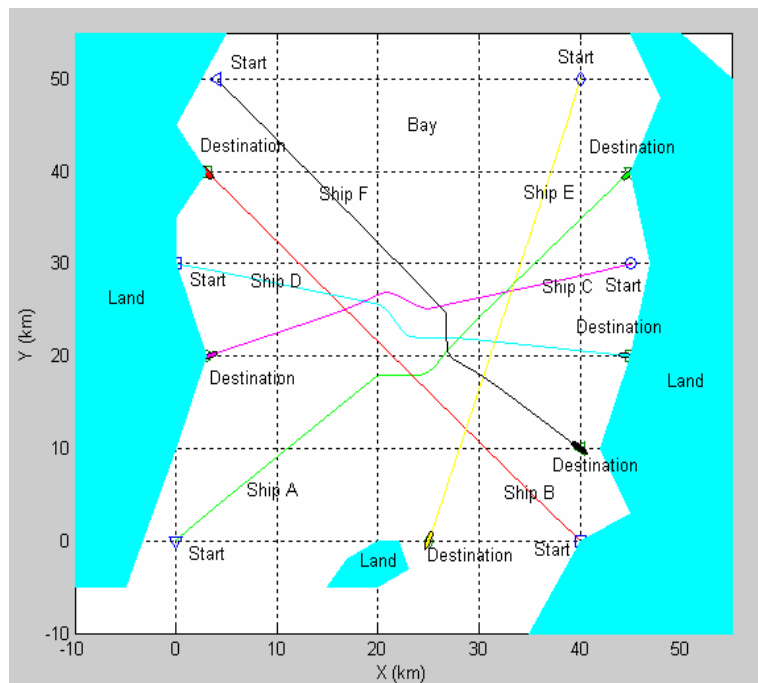 50
40
30
20
10
0
-10
-10
0
10
20
30
40
50
X (km)
Y (km)
Start
Start
Bay
Destination
Destination
Ship F
Ship E
Start
Ship D
Ship C
Start
Land
Destination
Destination
Land
Destination
Ship A
Ship B
Start
Land
Destination
Start